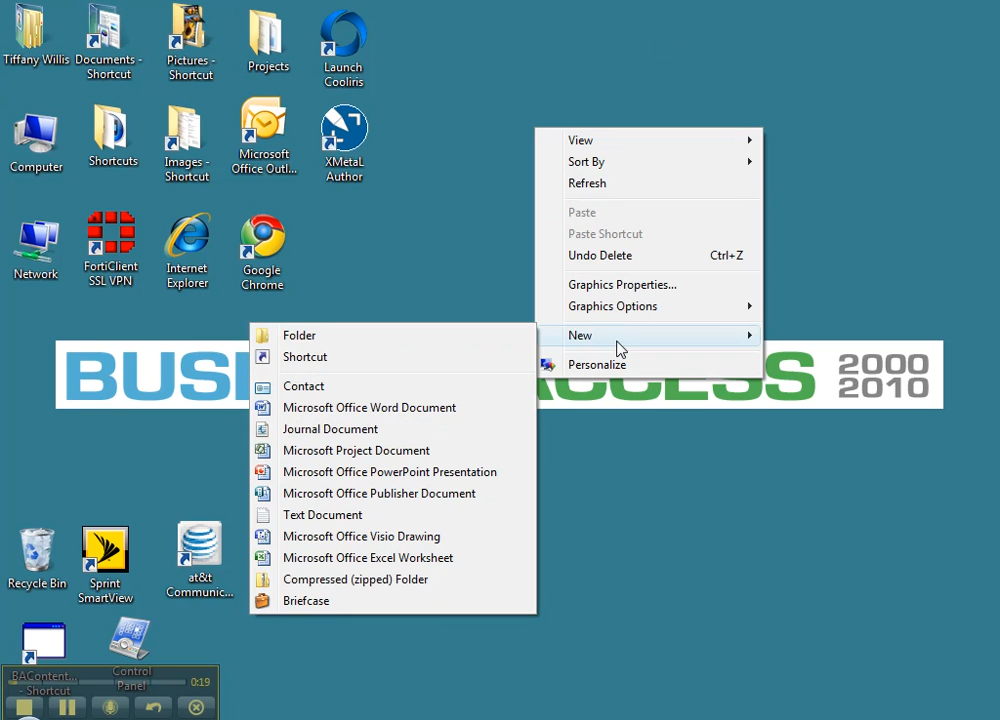 Tiffany Willis
Documents -
Shortcut
Pictures -
Shortcut
Projects
Launch
Cooliris
Computer
Shortcuts
Images -
Shortcut
Microsoft
Office Outl...
XMetaL
Author
Network
FortiClient
SSL VPN
Internet
Explorer
Google
Chrome
View
Sort By
Refresh
Paste
Paste Shortcut
Undo Delete Ctrl+Z
Graphics Properties...
Graphics Options
New
Personalize
Folder
Shortcut
Contact
Microsoft Office Word Document
Journal Document
Microsoft Project Document
Microsoft Office PowerPoint Presentation
Microsoft Office Publisher Document
Text Document
Microsoft Office Visio Drawing
Microsoft Office Excel Worksheet
Compressed (zipped) Folder
Briefcase
BUSI
CCESS
2000
2010
Recycle Bin
Sprint
SmartView
at&t
Communic...
BAContent...
- Shortcut
Control
Panel
0:19